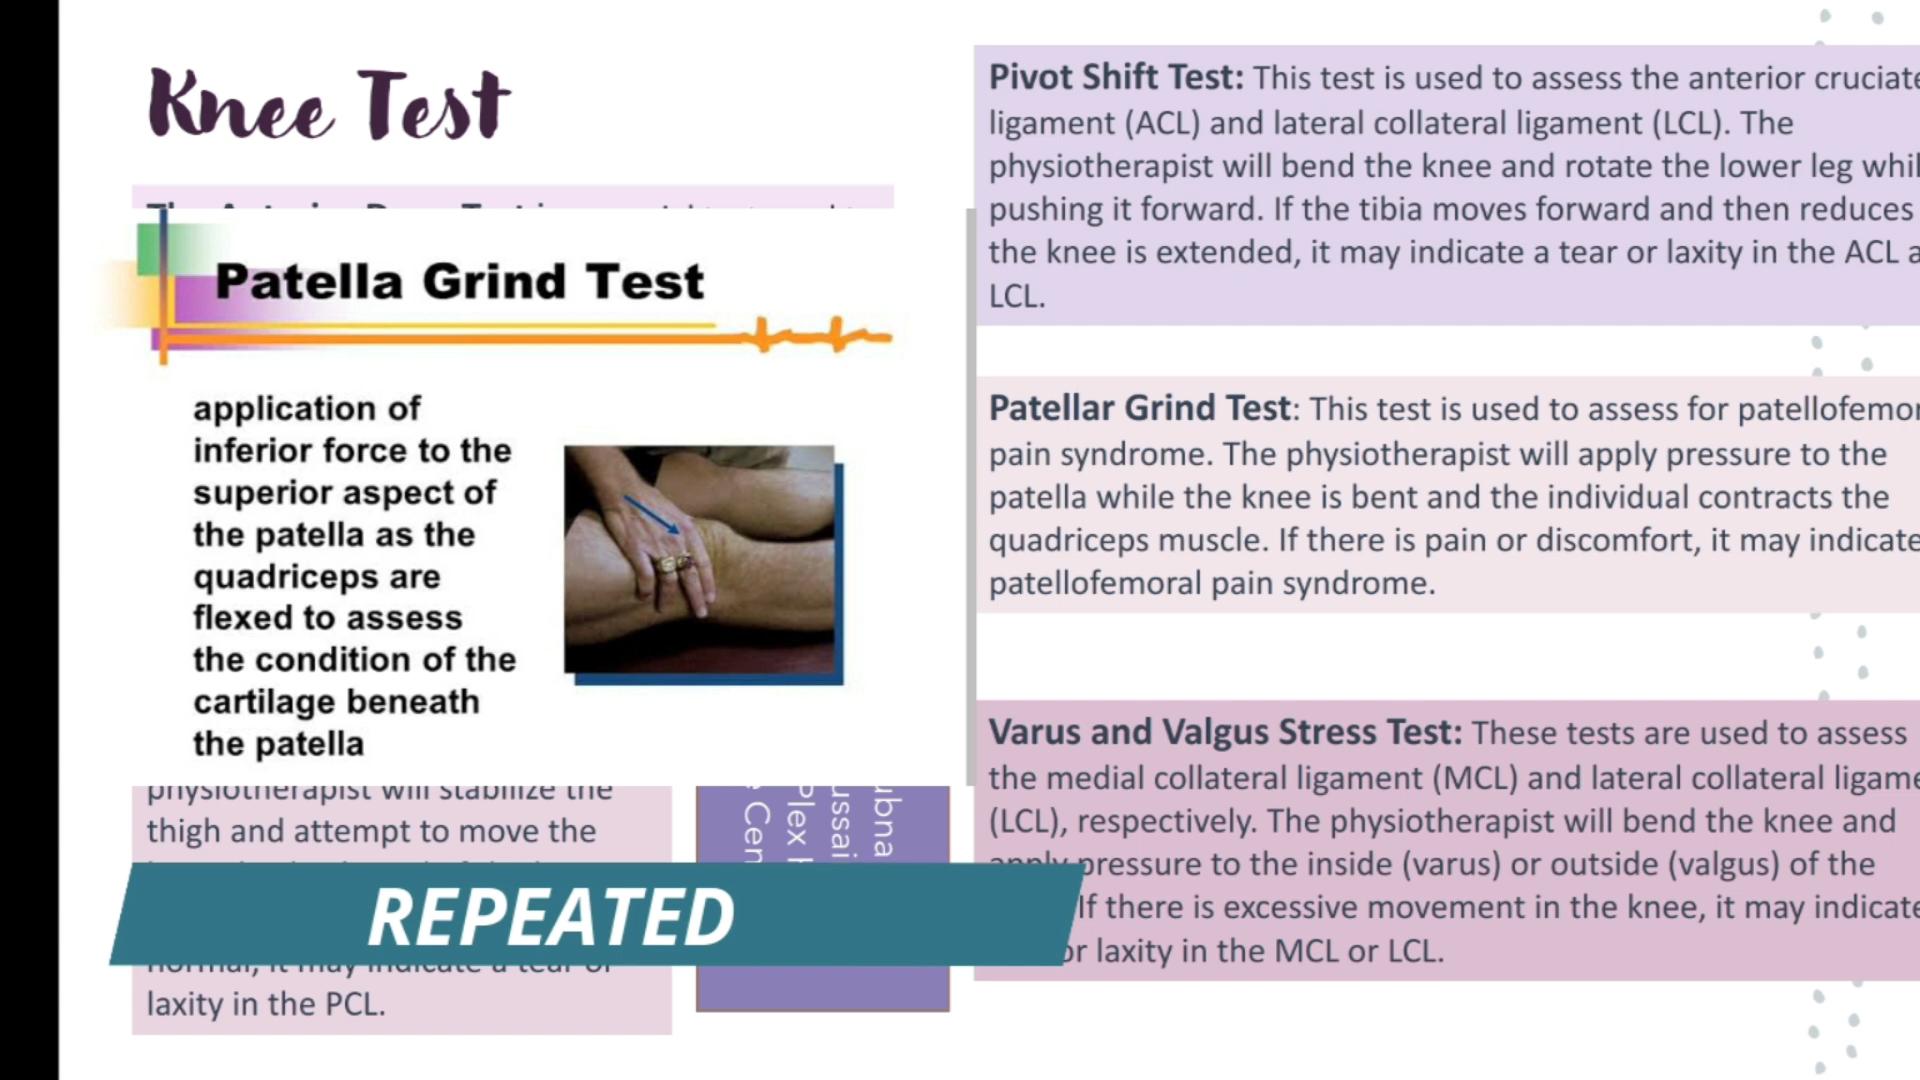 Knee Test
Patella Grind Test
application of
inferior force to the
superior aspect of
the patella as the
quadriceps are
flexed to assess
the condition of the
cartilage beneath
the patella
physiotherapist will stabilize the
thigh and attempt to move the
REPEATED
normal, it may indicate a tear or
laxity in the PCL.
Pivot Shift Test: This test is used to assess the anterior
ligament (ACL) and lateral collateral ligament (LCL). The
physiotherapist will bend the knee and rotate the lower leg
pushing it forward. If the tibia moves forward and then reduces
the knee is extended, it may indicate a tear or laxity in the ACL
LCL.
Patellar Grind Test: This test is used to assess for
pain syndrome. The physiotherapist will apply pressure to the
patella while the knee is bent and the individual contracts the
quadriceps muscle. If there is pain or discomfort, it may
patellofemoral pain syndrome.
Varus and Valgus Stress Test: These tests are used to assess
the medial collateral ligament (MCL) and lateral collateral
(LCL), respectively. The physiotherapist will bend the knee and
apply pressure to the inside (varus) or outside (valgus) of the
If there is excessive movement in the knee, it may
or laxity in the MCL or LCL.